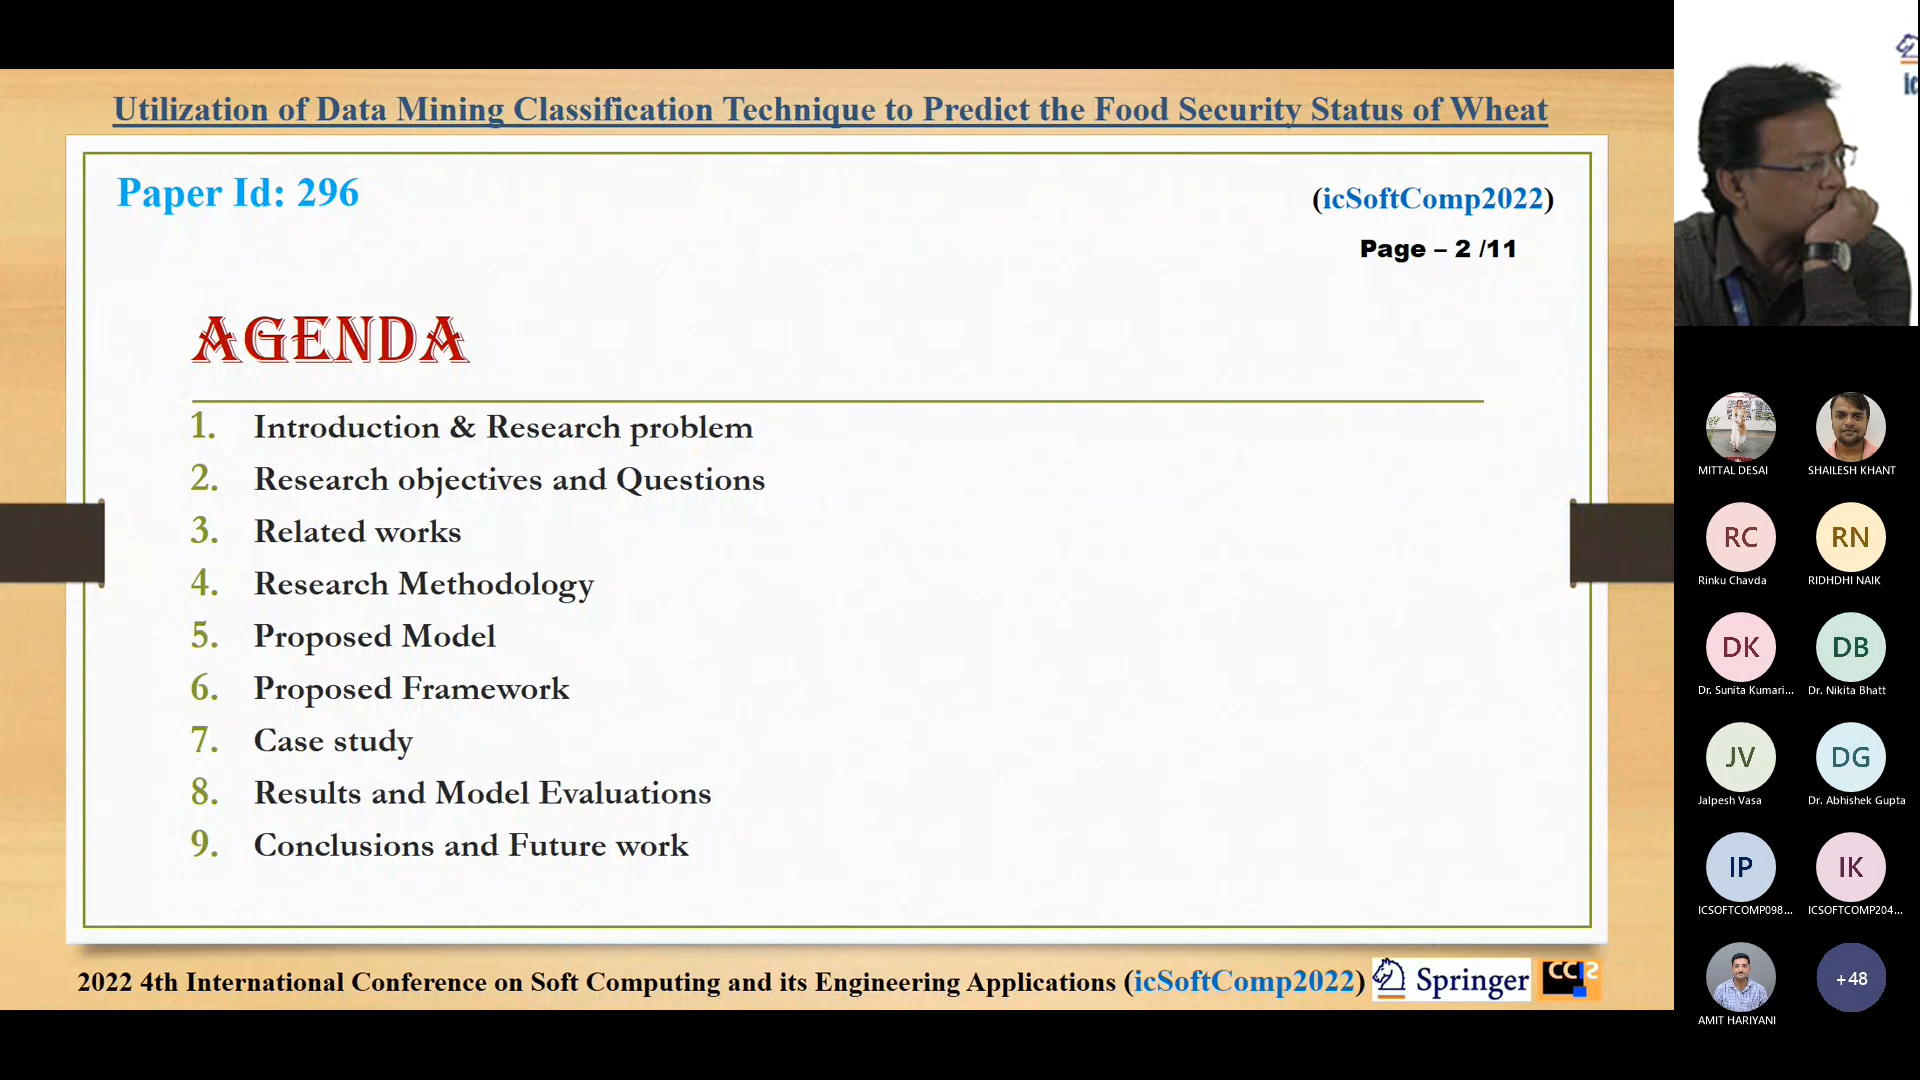 Utilization of Data Mining Classification Technique to Predict the Food Security Status of Wheat
Paper Id: 296
(icSoftComp2022)
Page – 2 /11
AGENDA
1. Introduction & Research problem
2. Research objectives and Questions
3. Related works
4. Research Methodology
5. Proposed Model
6. Proposed Framework
7. Case study
8. Results and Model Evaluations
9. Conclusions and Future work
2022 4th International Conference on Soft Computing and its Engineering Applications (icSoftComp2022)
Springer
CCIS
ic
MITTAL DESAI
SHAILESH KHANT
RC
RN
Rinku Chavda
RIDHDHI NAIK
DK
DB
Dr. Sunita Kumari...
Dr. Nikita Bhatt
JV
DG
Jalpesh Vasa
Dr. Abhishek Gupta
IP
IK
ICSOFTCOMP098...
ICSOFTCOMP204...
AMIT HARIYANI
+48